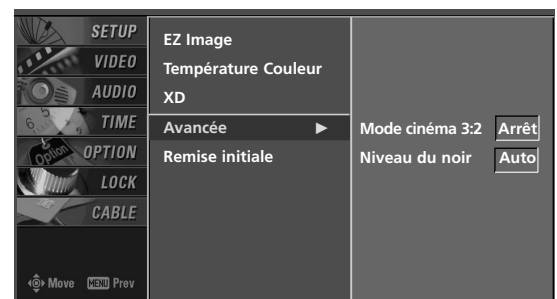 SETUP
VIDEO
AUDIO
TIME
OPTION
LOCK
CABLE
Move MENU Prev
EZ Image
Température Couleur
XD
Avancée ▶
Remise initiale
Mode cinéma 3:2 Arrêt
Niveau du noir Auto